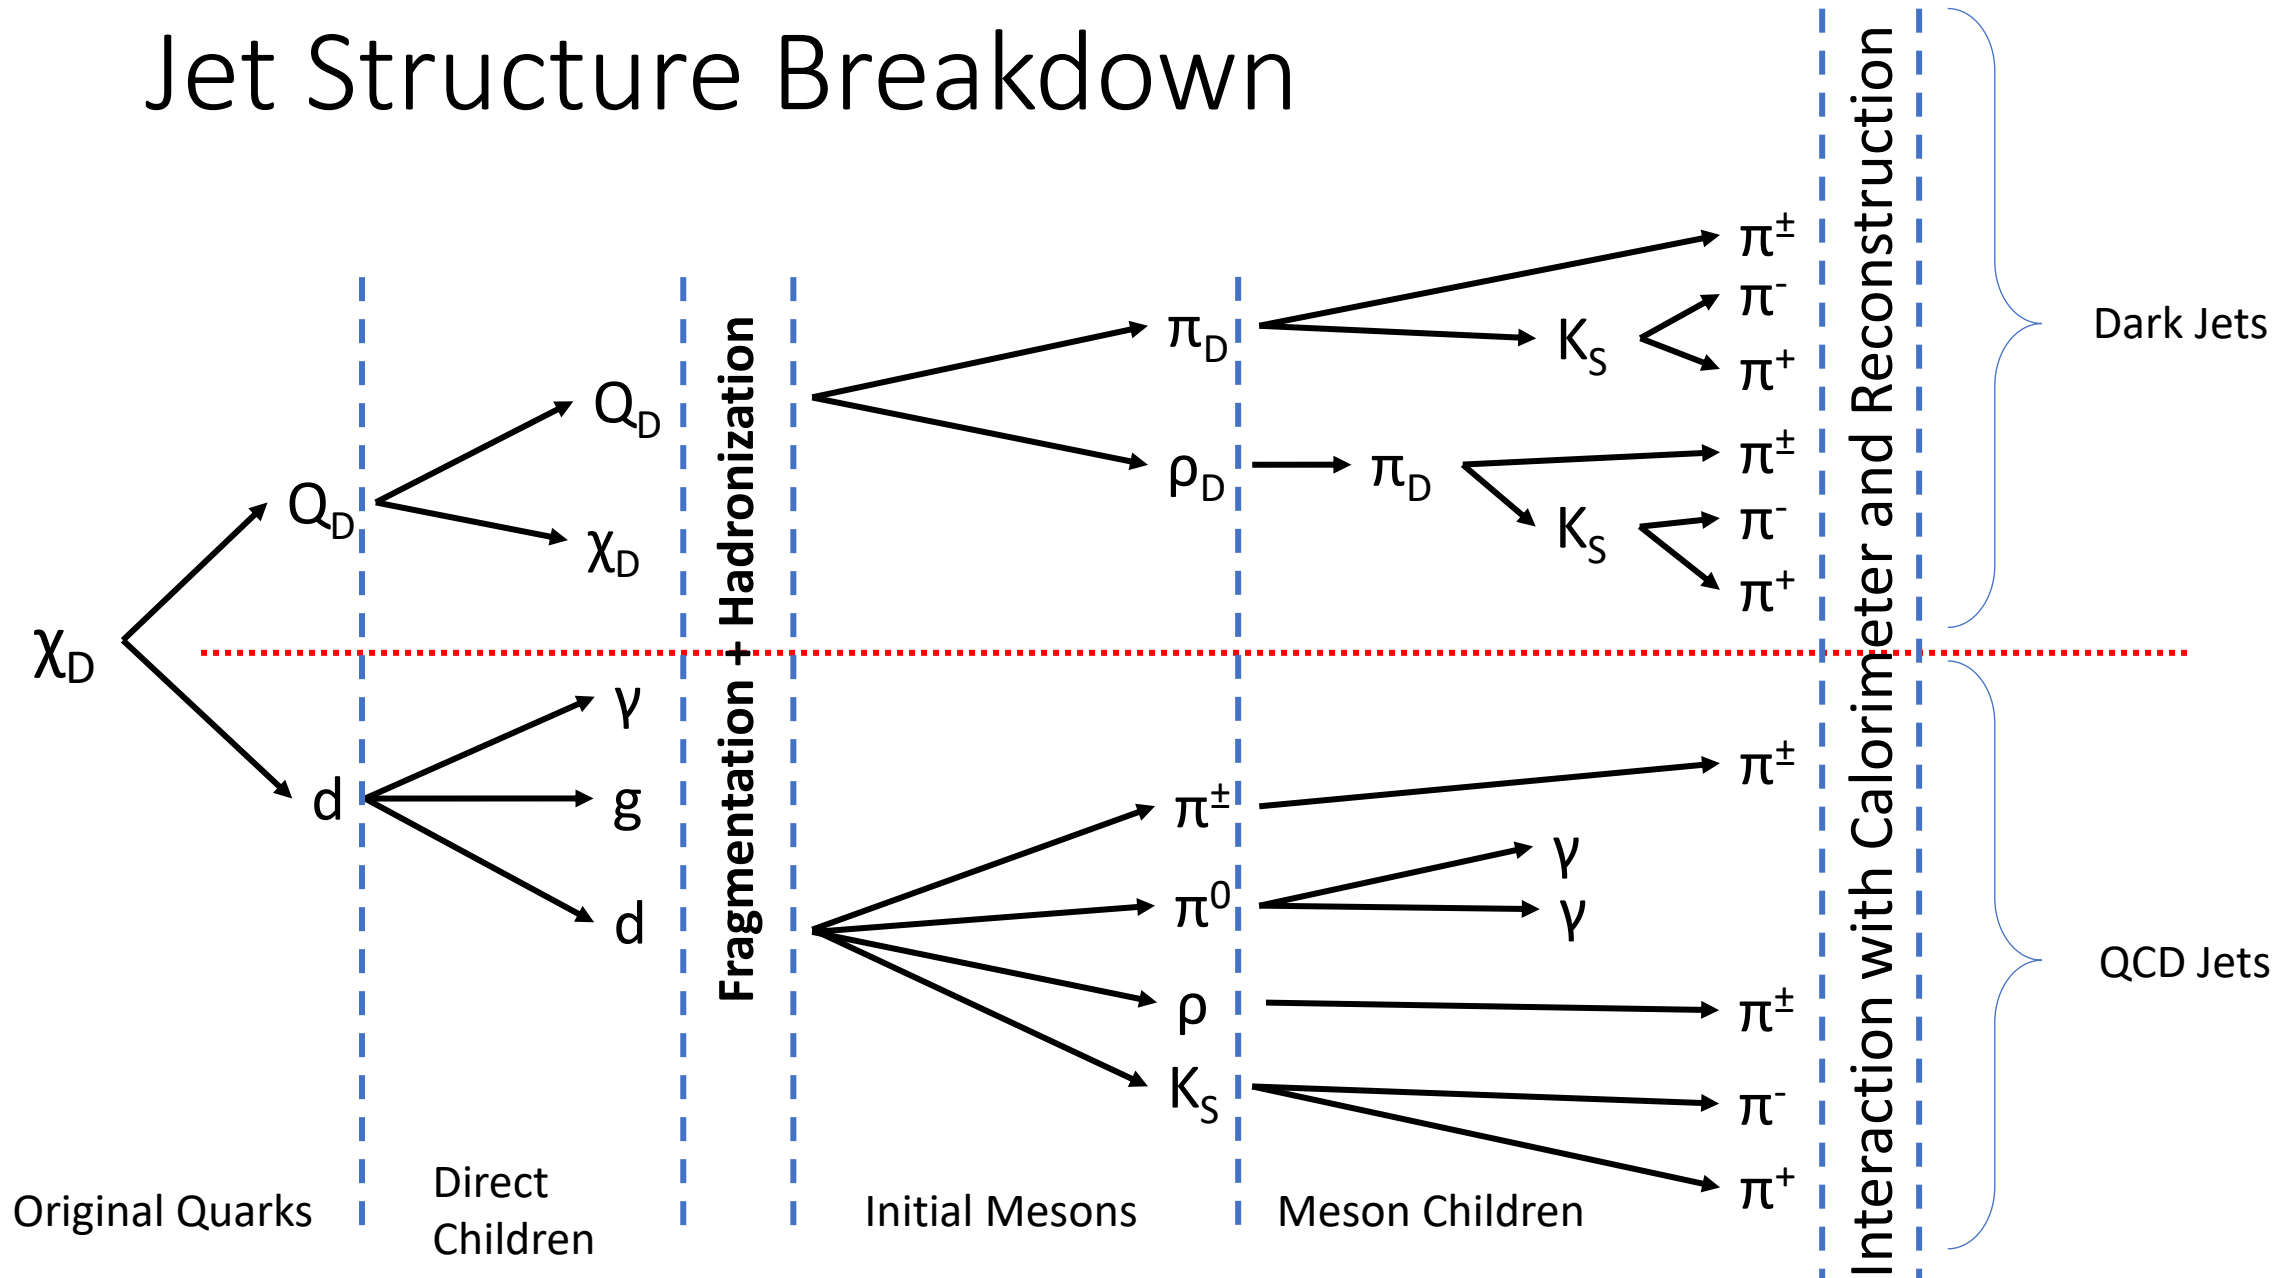 Jet Structure Breakdown
χD
QD
d
QD
χD
γ
g
d
Fragmentation + Hadronization
πD
ρD
π±
π0
ρ
KS
KS
πD
KS
γ
γ
π±
π-
π+
π±
π-
π+
π±
π±
π-
π+
Interaction with Calorimeter and Reconstruction
Dark Jets
QCD Jets
Original Quarks
Direct
Children
Initial Mesons
Meson Children